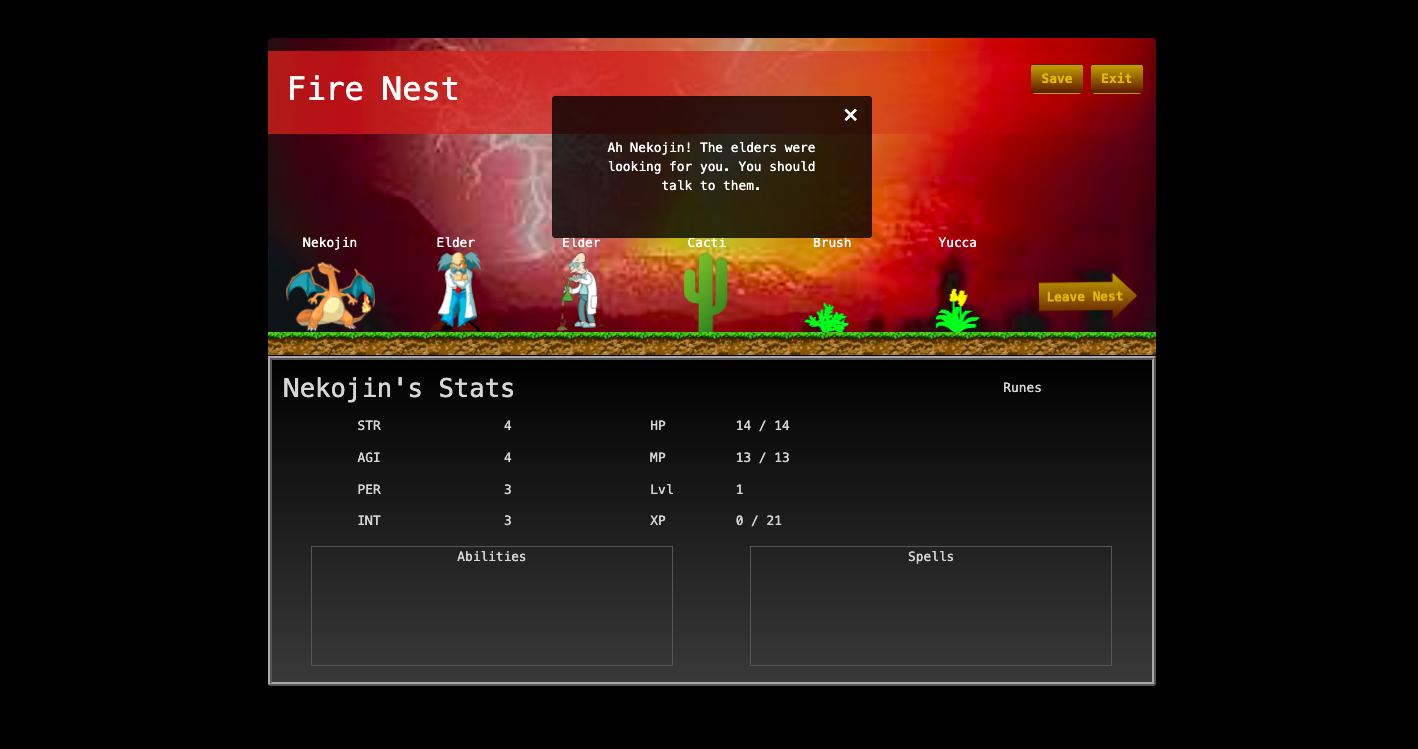 Fire Nest
Save Exit
×
Ah Nekojin! The elders were
looking for you. You should
talk to them.
Nekojin Elder Elder Cacti Brush Yucca
Leave Nest
Nekojin's Stats
Runes
STR 4 HP 14 / 14
AGI 4 MP 13 / 13
PER 3 Lvl 1
INT 3 XP 0 / 21
Abilities Spells